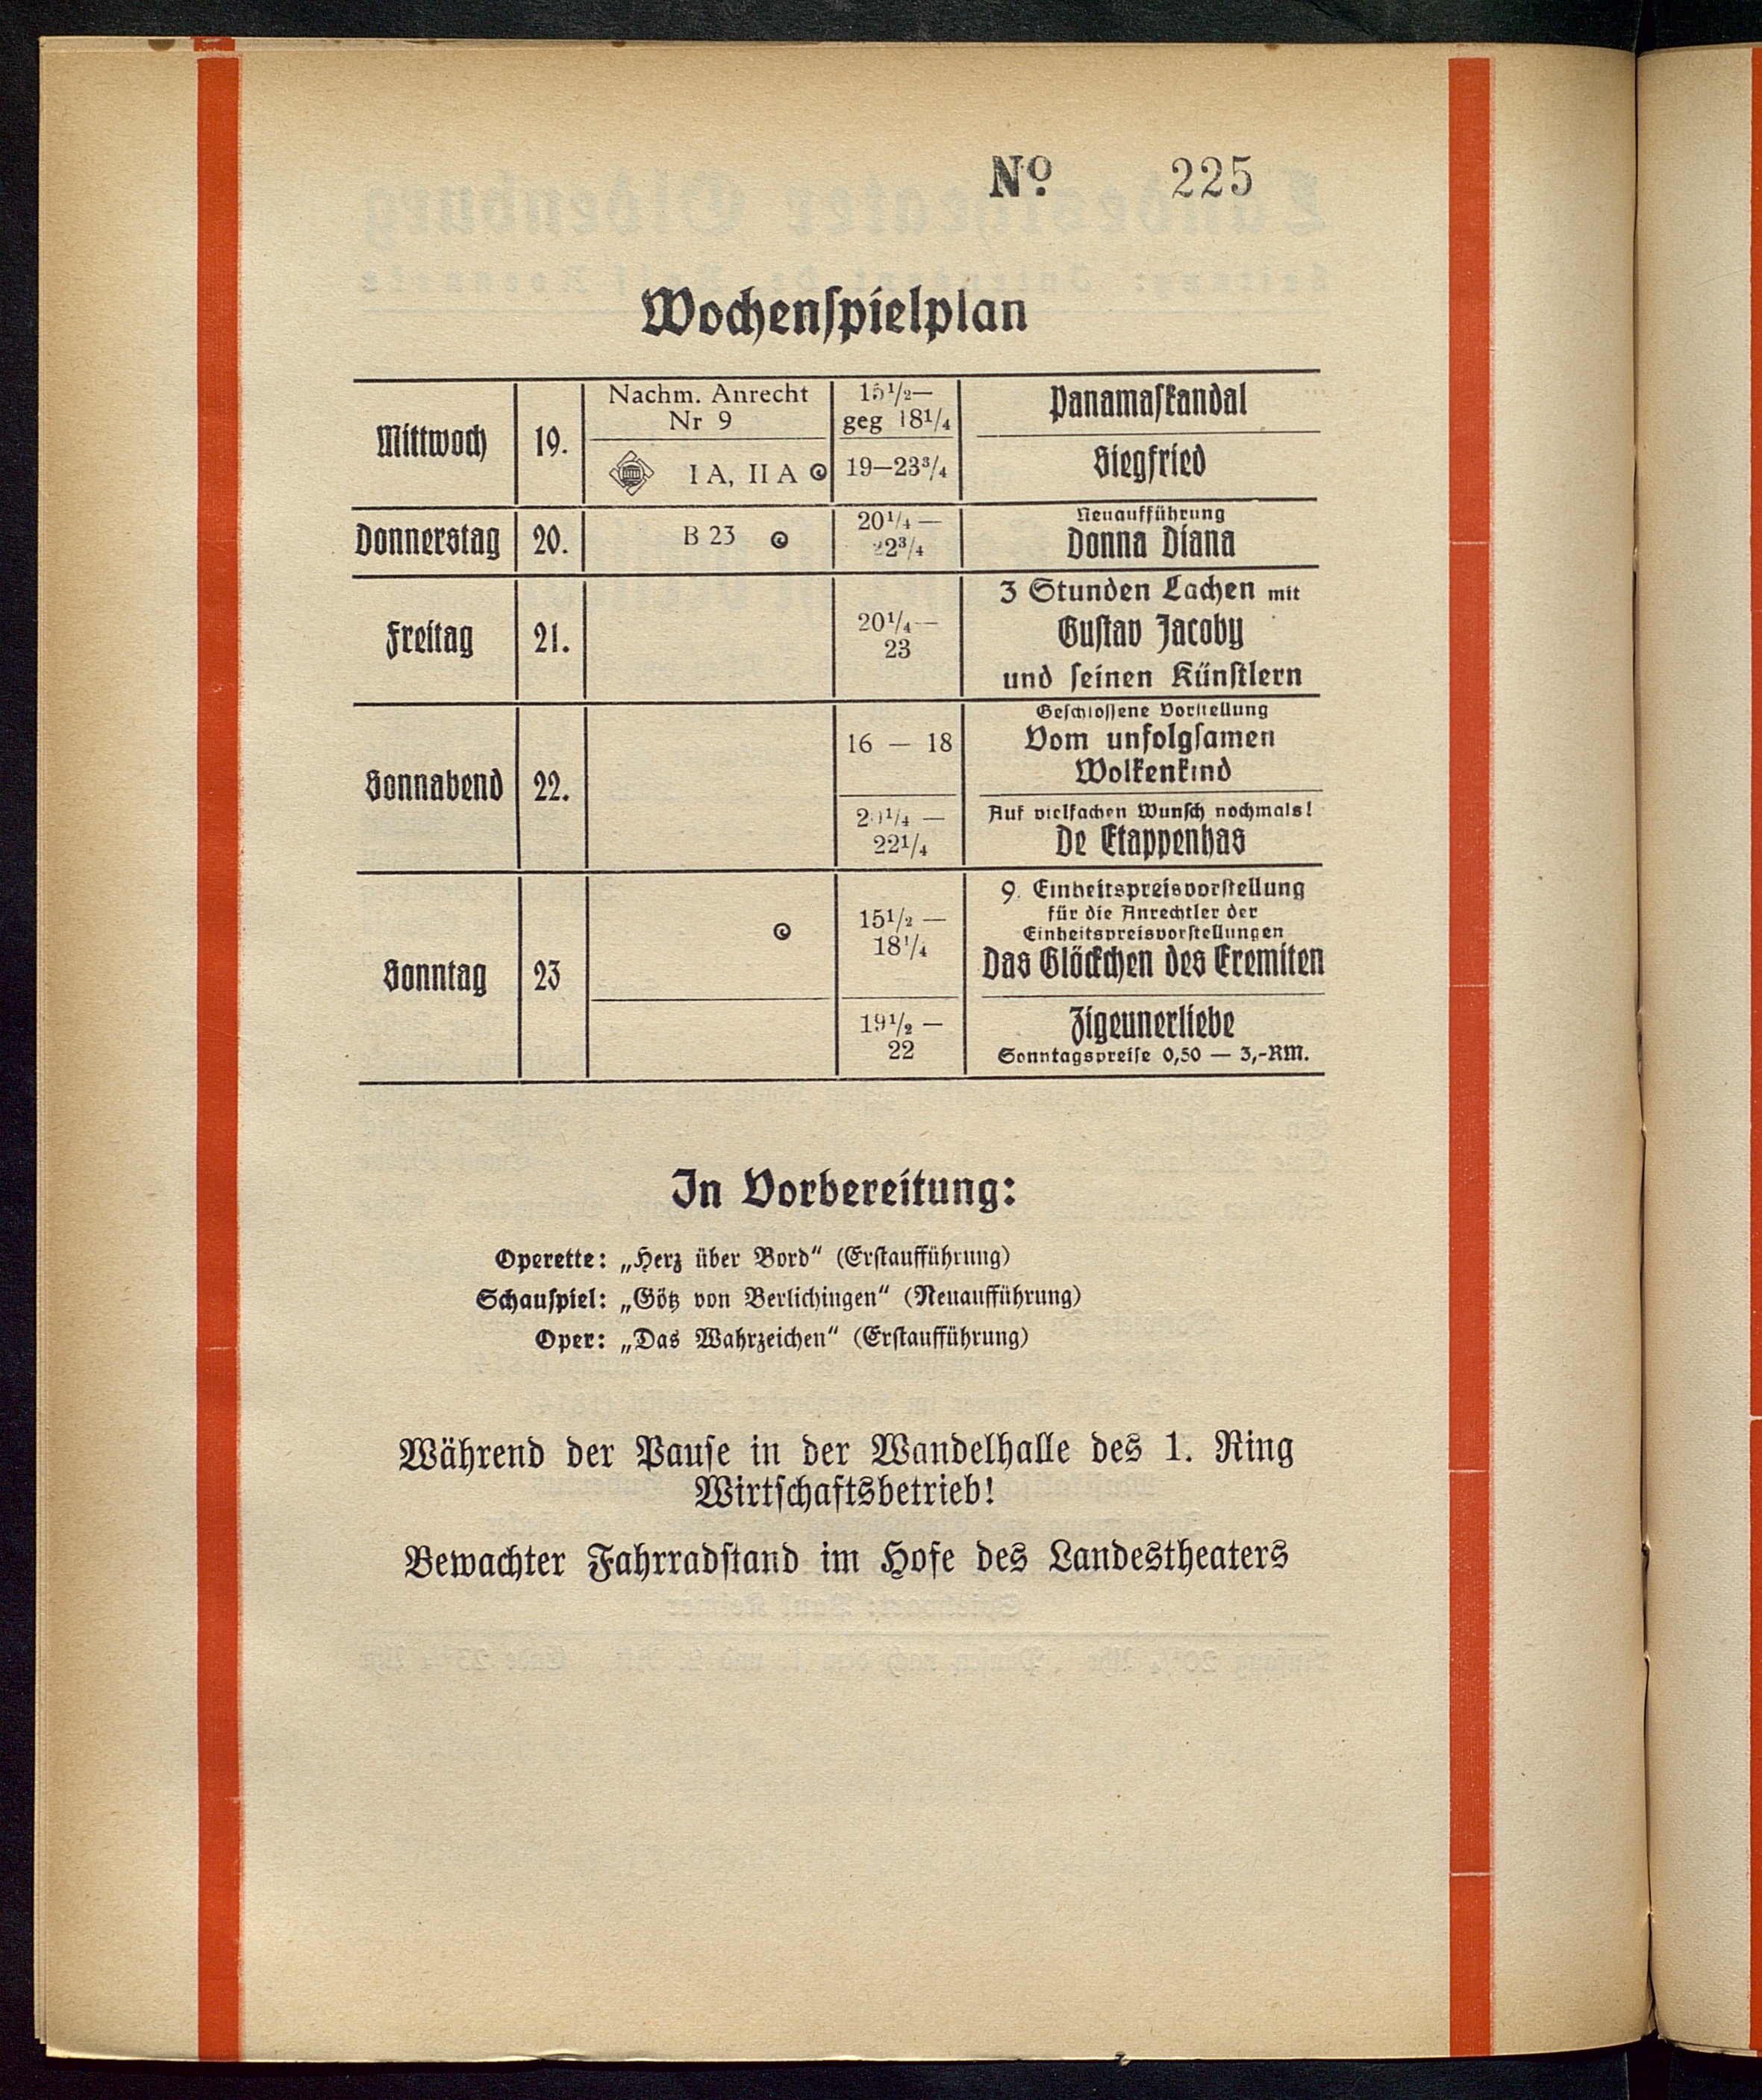 No. 225
Wochenspielplan
Mittwoch 19. Nachm. Anrecht Nr 9 15½— geg 18¼ Panamaskandal
I A, II A 19—23¾ Siegfried
Donnerstag 20. B 23 20¼— 22¾ Neuaufführung
Donna Diana
Freitag 21. 20¼— 23 3 Stunden Lachen mit
Gustav Jacoby
und seinen Künstlern
Sonnabend 22. 16 — 18 Geschlossene Vorstellung
Vom unfolgsamen
Wolkenkind
20¼ — 22¼ Auf vielfachen Wunsch nochmals!
De Etappenhas
Sonntag 23 15½ — 18¼ 9. Einheitspreisvorstellung
für die Anrechtler der
Einheitspreisvorstellungen
Das Glöckchen des Eremiten
19½ — 22 Zigeunerliebe
Sonntagspreise 0,50 — 3,-RM.
In Vorbereitung:
Operette: „Herz über Bord“ (Erstaufführung)
Schauspiel: „Götz von Berlichingen“ (Neuaufführung)
Oper: „Das Wahrzeichen“ (Erstaufführung)
Während der Pause in der Wandelhalle des 1. Ring
Wirtschaftsbetrieb!
Bewachter Fahrradstand im Hofe des Landestheaters